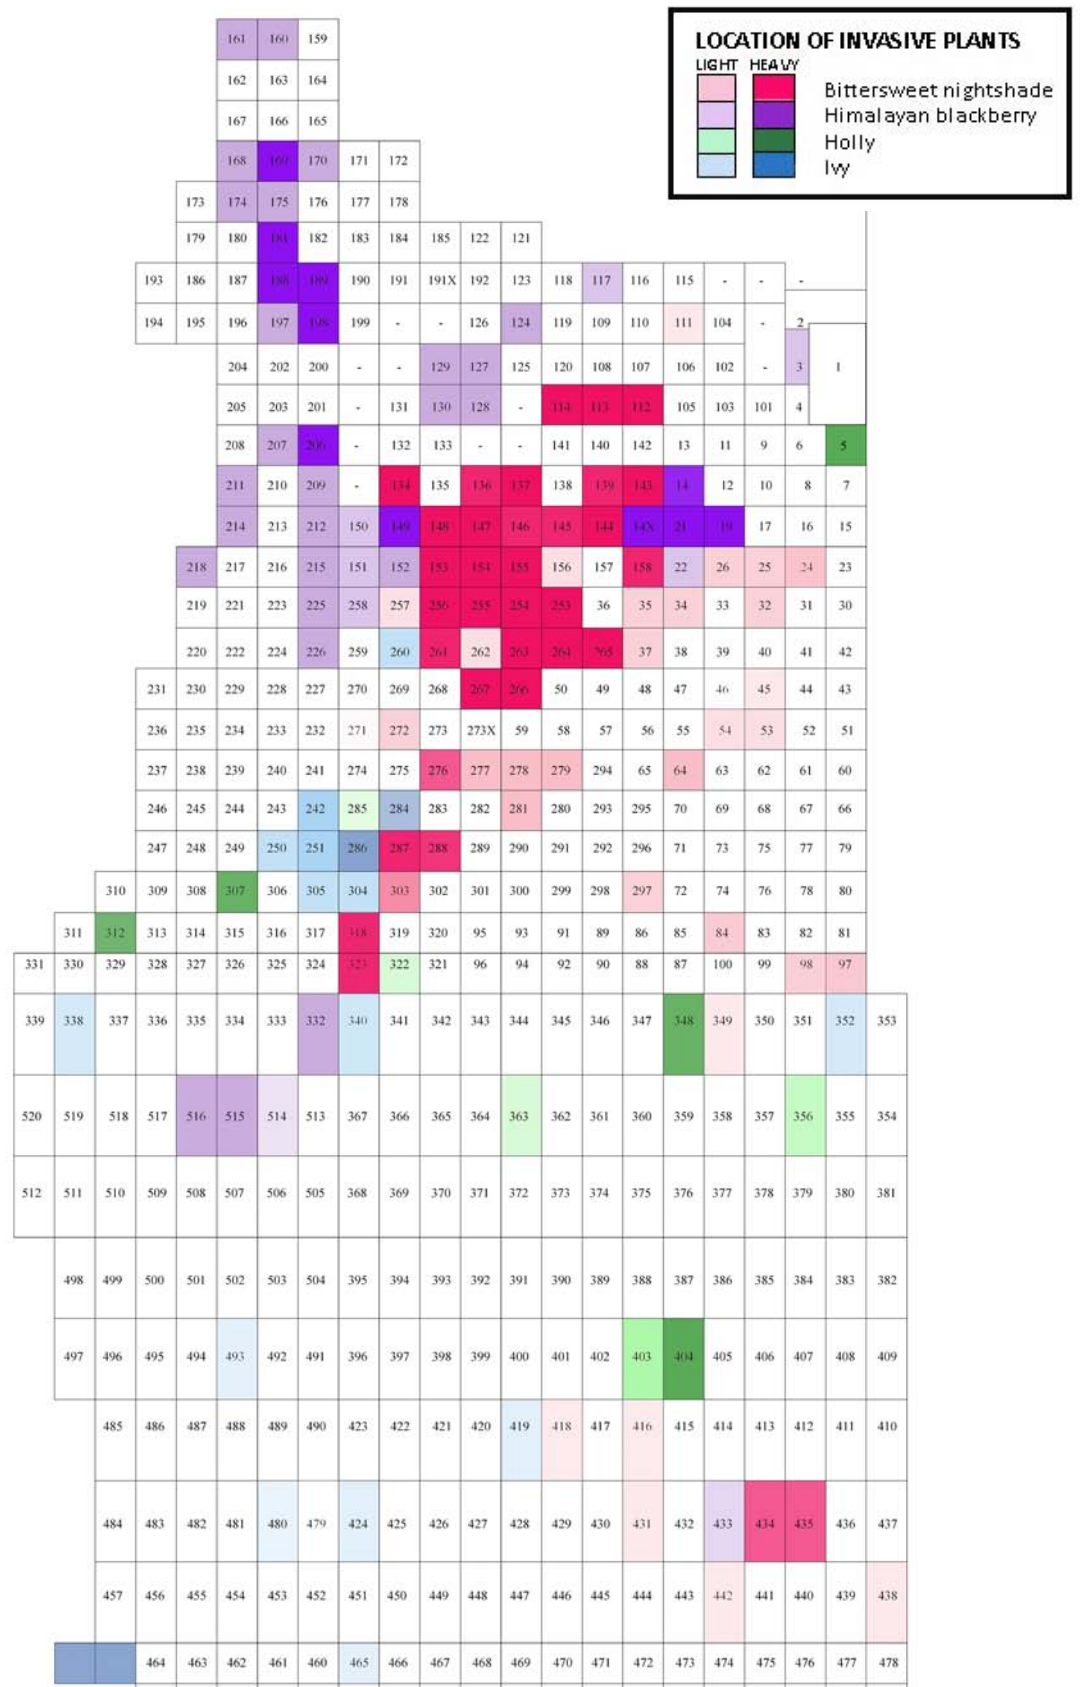 LOCATION OF INVASIVE PLANTS
LIGHT HEAVY
Bittersweet nightshade
Himalayan blackberry
Holly
Ivy
161 160 159
162 163 164
167 166 165
168 169 170 171 172
173 174 175 176 177 178
179 180 181 182 183 184 185 122 121
193 186 187 188 189 190 191 191X 192 123 118 117 116 115 - - -
194 195 196 197 198 199 - - 126 124 119 109 110 111 104 - 2
204 202 200 - - 129 127 125 120 108 107 106 102 - 3 1
205 203 201 - 131 130 128 - 114 113 112 105 103 101 4
208 207 206 - 132 133 - - 141 140 142 13 11 9 6 5
211 210 209 - 134 135 136 137 138 139 143 14 12 10 8 7
214 213 212 150 149 148 147 146 145 144 14X 21 19 17 16 15
218 217 216 215 151 152 153 154 155 156 157 158 22 26 25 24 23
219 221 223 225 258 257 256 255 254 253 36 35 34 33 32 31 30
220 222 224 226 259 260 261 262 263 264 265 37 38 39 40 41 42
231 230 229 228 227 270 269 268 267 266 50 49 48 47 46 45 44 43
236 235 234 233 232 271 272 273 273X 59 58 57 56 55 54 53 52 51
237 238 239 240 241 274 275 276 277 278 279 294 65 64 63 62 61 60
246 245 244 243 242 285 284 283 282 281 280 293 295 70 69 68 67 66
247 248 249 250 251 286 287 288 289 290 291 292 296 71 73 75 77 79
310 309 308 307 306 305 304 303 302 301 300 299 298 297 72 74 76 78 80
311 312 313 314 315 316 317 318 319 320 95 93 91 89 86 85 84 83 82 81
331 330 329 328 327 326 325 324 323 322 321 96 94 92 90 88 87 100 99 98 97
339 338 337 336 335 334 333 332 340 341 342 343 344 345 346 347 348 349 350 351 352 353
520 519 518 517 516 515 514 513 367 366 365 364 363 362 361 360 359 358 357 356 355 354
512 511 510 509 508 507 506 505 368 369 370 371 372 373 374 375 376 377 378 379 380 381
498 499 500 501 502 503 504 395 394 393 392 391 390 389 388 387 386 385 384 383 382
497 496 495 494 493 492 491 396 397 398 399 400 401 402 403 404 405 406 407 408 409
485 486 487 488 489 490 423 422 421 420 419 418 417 416 415 414 413 412 411 410
484 483 482 481 480 479 424 425 426 427 428 429 430 431 432 433 434 435 436 437
457 456 455 454 453 452 451 450 449 448 447 446 445 444 443 442 441 440 439 438
464 463 462 461 460 465 466 467 468 469 470 471 472 473 474 475 476 477 478